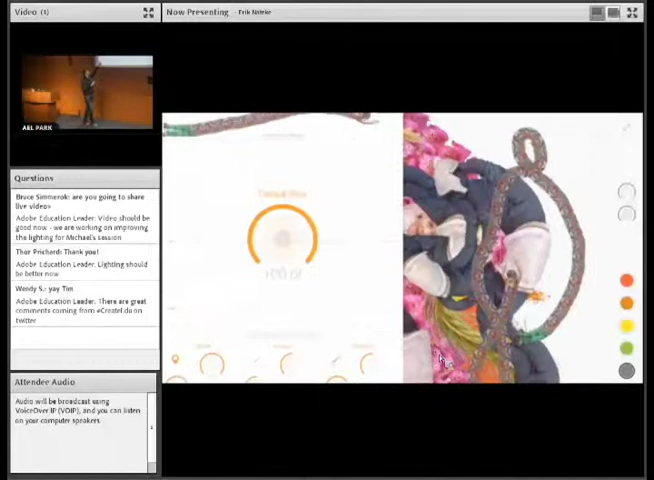 Video (1)
Now Presenting - Erik Natzke
AEL PARK
Questions
Bruce Simmerok: are you going to share
live video>
Adobe Education Leader: Video should be
good now - we are working on improving
the lighting for Michael's session
Thor Prichard: Thank you!
Adobe Education Leader: Lighting should
be better now
Wendy S.: yay Tim
Adobe Education Leader: There are great
comments coming from #CreateEdu on
twitter
Attendee Audio
Audio will be broadcast using
VoiceOver IP (VOIP), and you can listen
on your computer speakers.